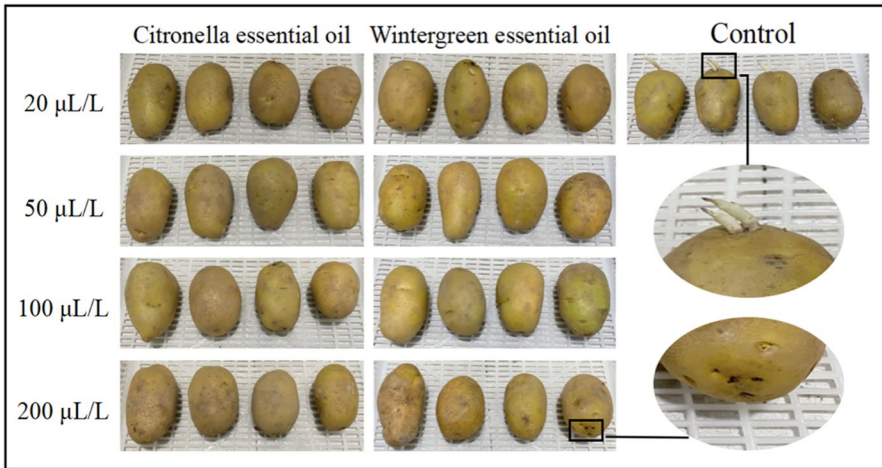 Citronella essential oil
Wintergreen essential oil
Control
20 μL/L
50 μL/L
100 μL/L
200 μL/L